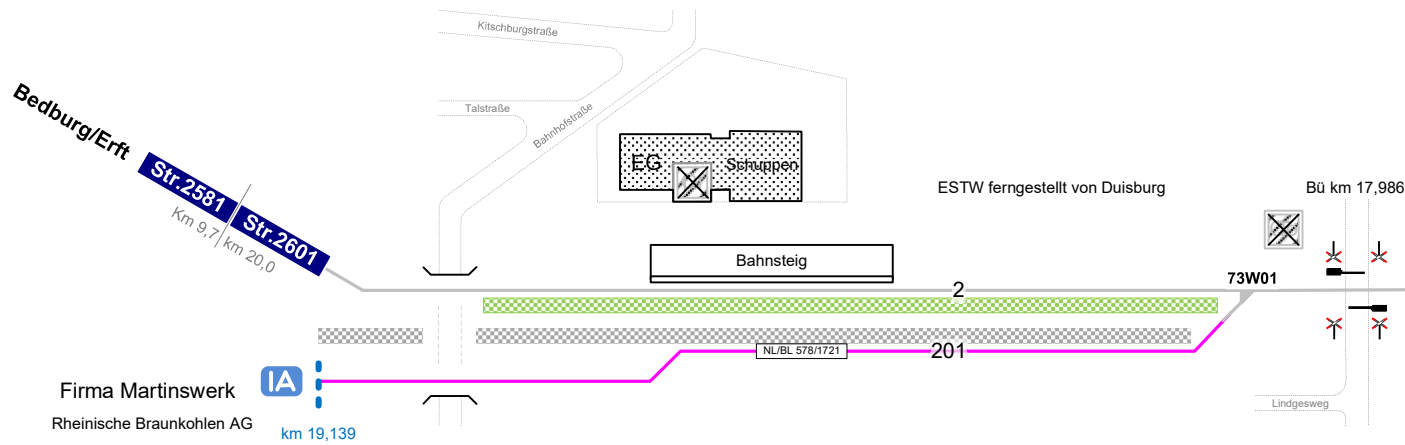 Kitschburgstraße
Talstraße
Bahnhofstraße
Bedburg/Erft
Str.2581
Str.2601
Km 9,7
km 20,0
EG
Schuppen
ESTW ferngestellt von Duisburg
Bü km 17,986
Bahnsteig
73W01
2
NL/BL 578/1721
201
IA
Firma Martinswerk
Rheinische Braunkohlen AG
km 19,139
Lindgesweg